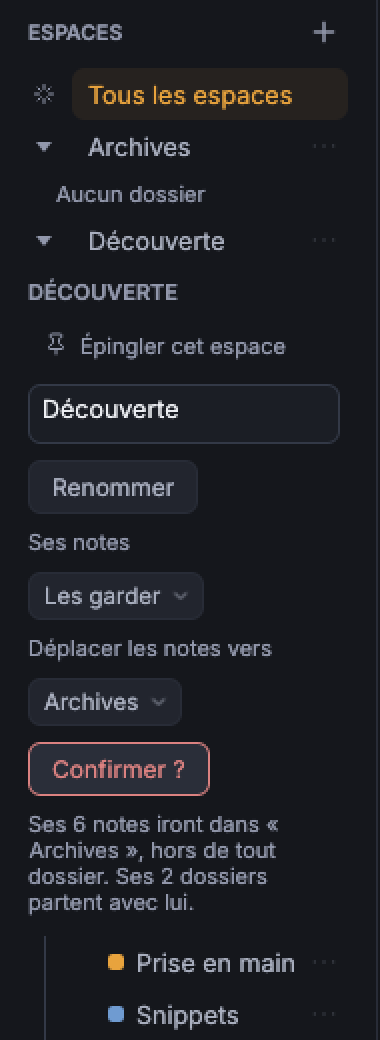 ESPACES
Tous les espaces
Archives
Aucun dossier
Découverte
DÉCOUVERTE
Épingler cet espace
Découverte
Renommer
Ses notes
Les garder
Déplacer les notes vers
Archives
Confirmer ?
Ses 6 notes iront dans «
Archives », hors de tout
dossier. Ses 2 dossiers
partent avec lui.
Prise en main
Snippets